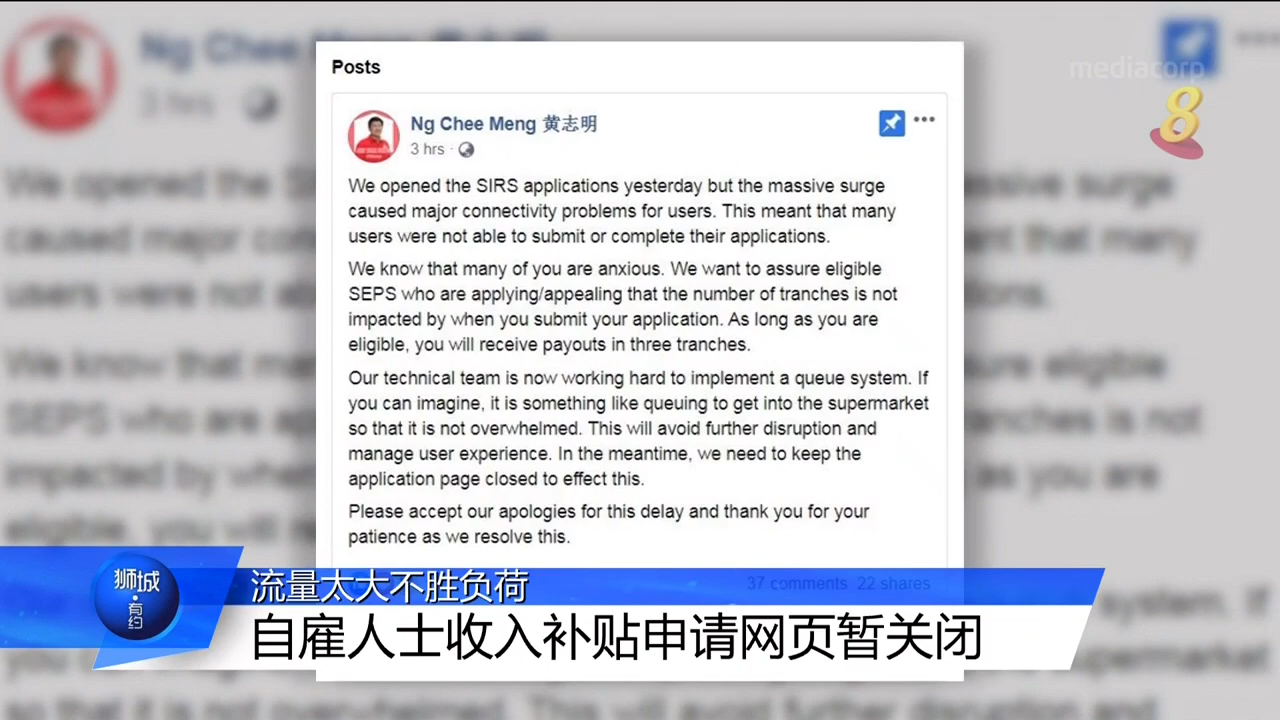 Posts
Ng Chee Meng 黄志明
3 hrs
We opened the SIRS applications yesterday but the massive surge
caused major connectivity problems for users. This meant that many
users were not able to submit or complete their applications.
We know that many of you are anxious. We want to assure eligible
SEPS who are applying/appealing that the number of tranches is not
impacted by when you submit your application. As long as you are
eligible, you will receive payouts in three tranches.
Our technical team is now working hard to implement a queue system. If
you can imagine, it is something like queuing to get into the supermarket
so that it is not overwhelmed. This will avoid further disruption and
manage user experience. In the meantime, we need to keep the
application page closed to effect this.
Please accept our apologies for this delay and thank you for your
patience as we resolve this.
37 comments 22 shares
mediacorp
8
狮城
有约
流量太大不胜负荷
自雇人士收入补贴申请网页暂关闭